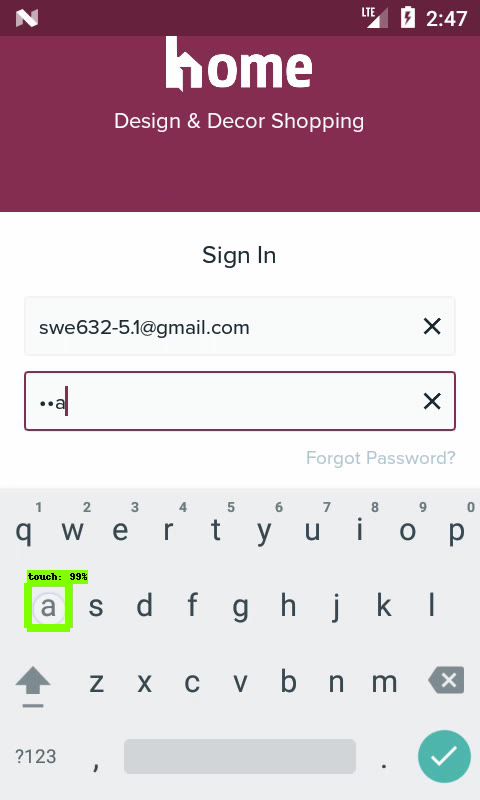 LTE 2:47
home
Design & Decor Shopping
Sign In
swe632-5.1@gmail.com
••a
Forgot Password?
1 2 3 4 5 6 7 8 9 0
q w e r t y u i o p
touch: 99%
a s d f g h j k l
z x c v b n m
?123 , .